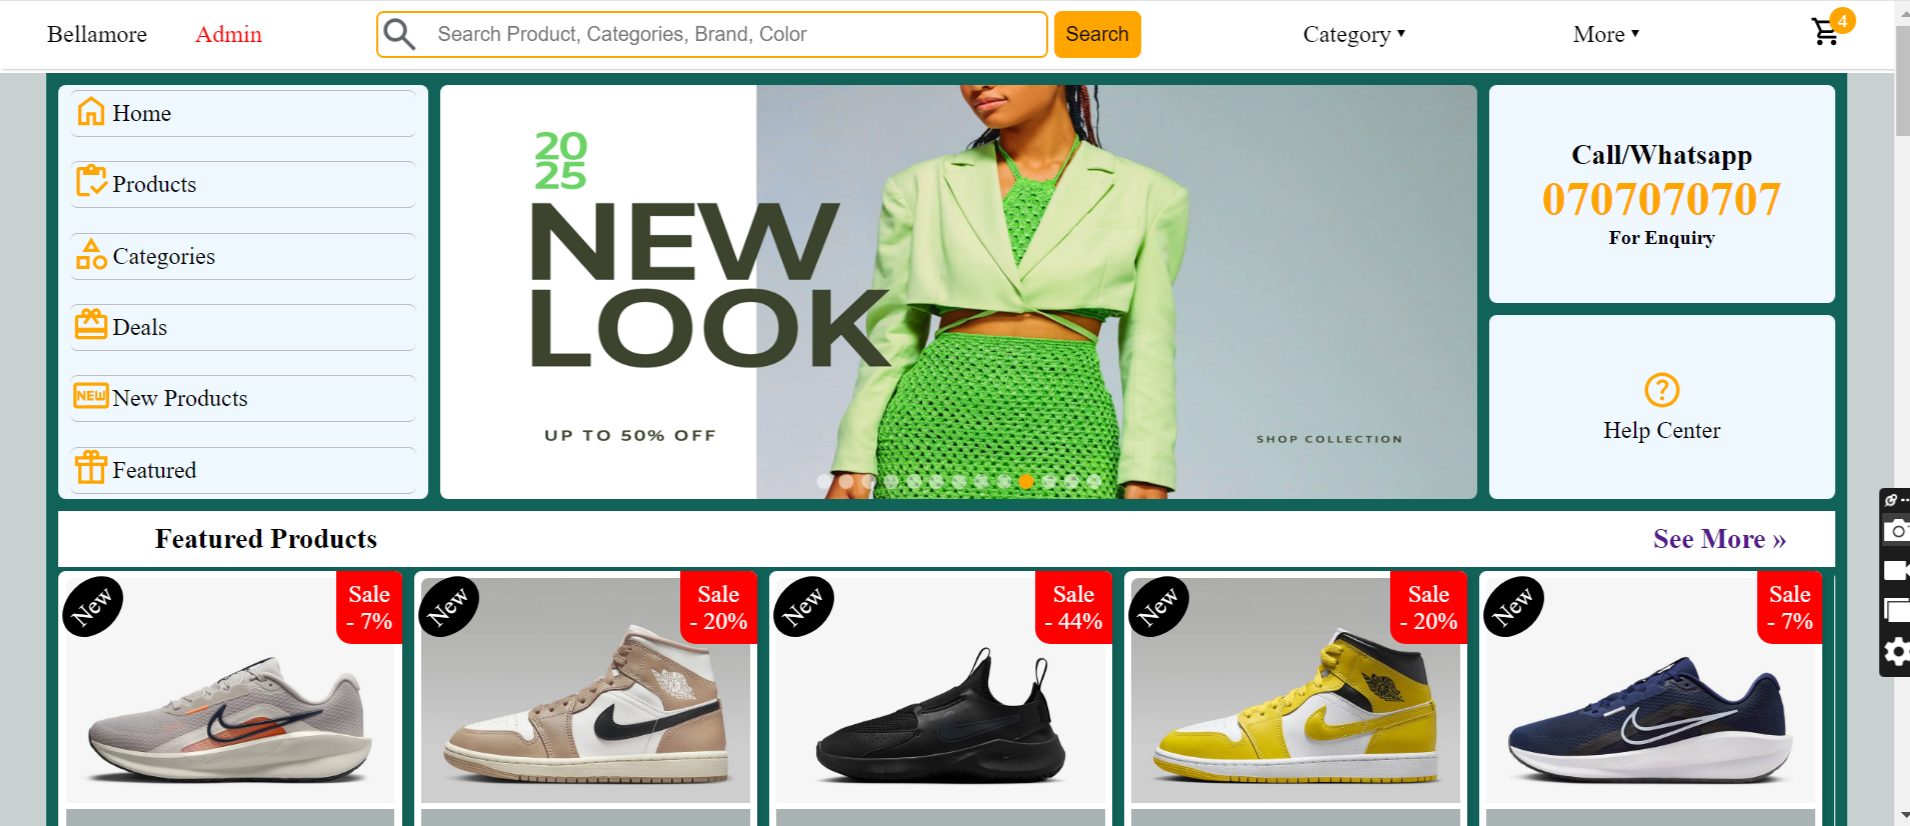 Bellamore
Admin
Search Product, Categories, Brand, Color
Search
Category ▼
More ▼
4
Home
Products
Categories
Deals
NEW
New Products
Featured
20
25
NEW
LOOK
UP TO 50% OFF
SHOP COLLECTION
Call/Whatsapp
0707070707
For Enquiry
?
Help Center
Featured Products
See More »
New
Sale
- 7%
New
Sale
- 20%
New
Sale
- 44%
New
Sale
- 20%
New
Sale
- 7%